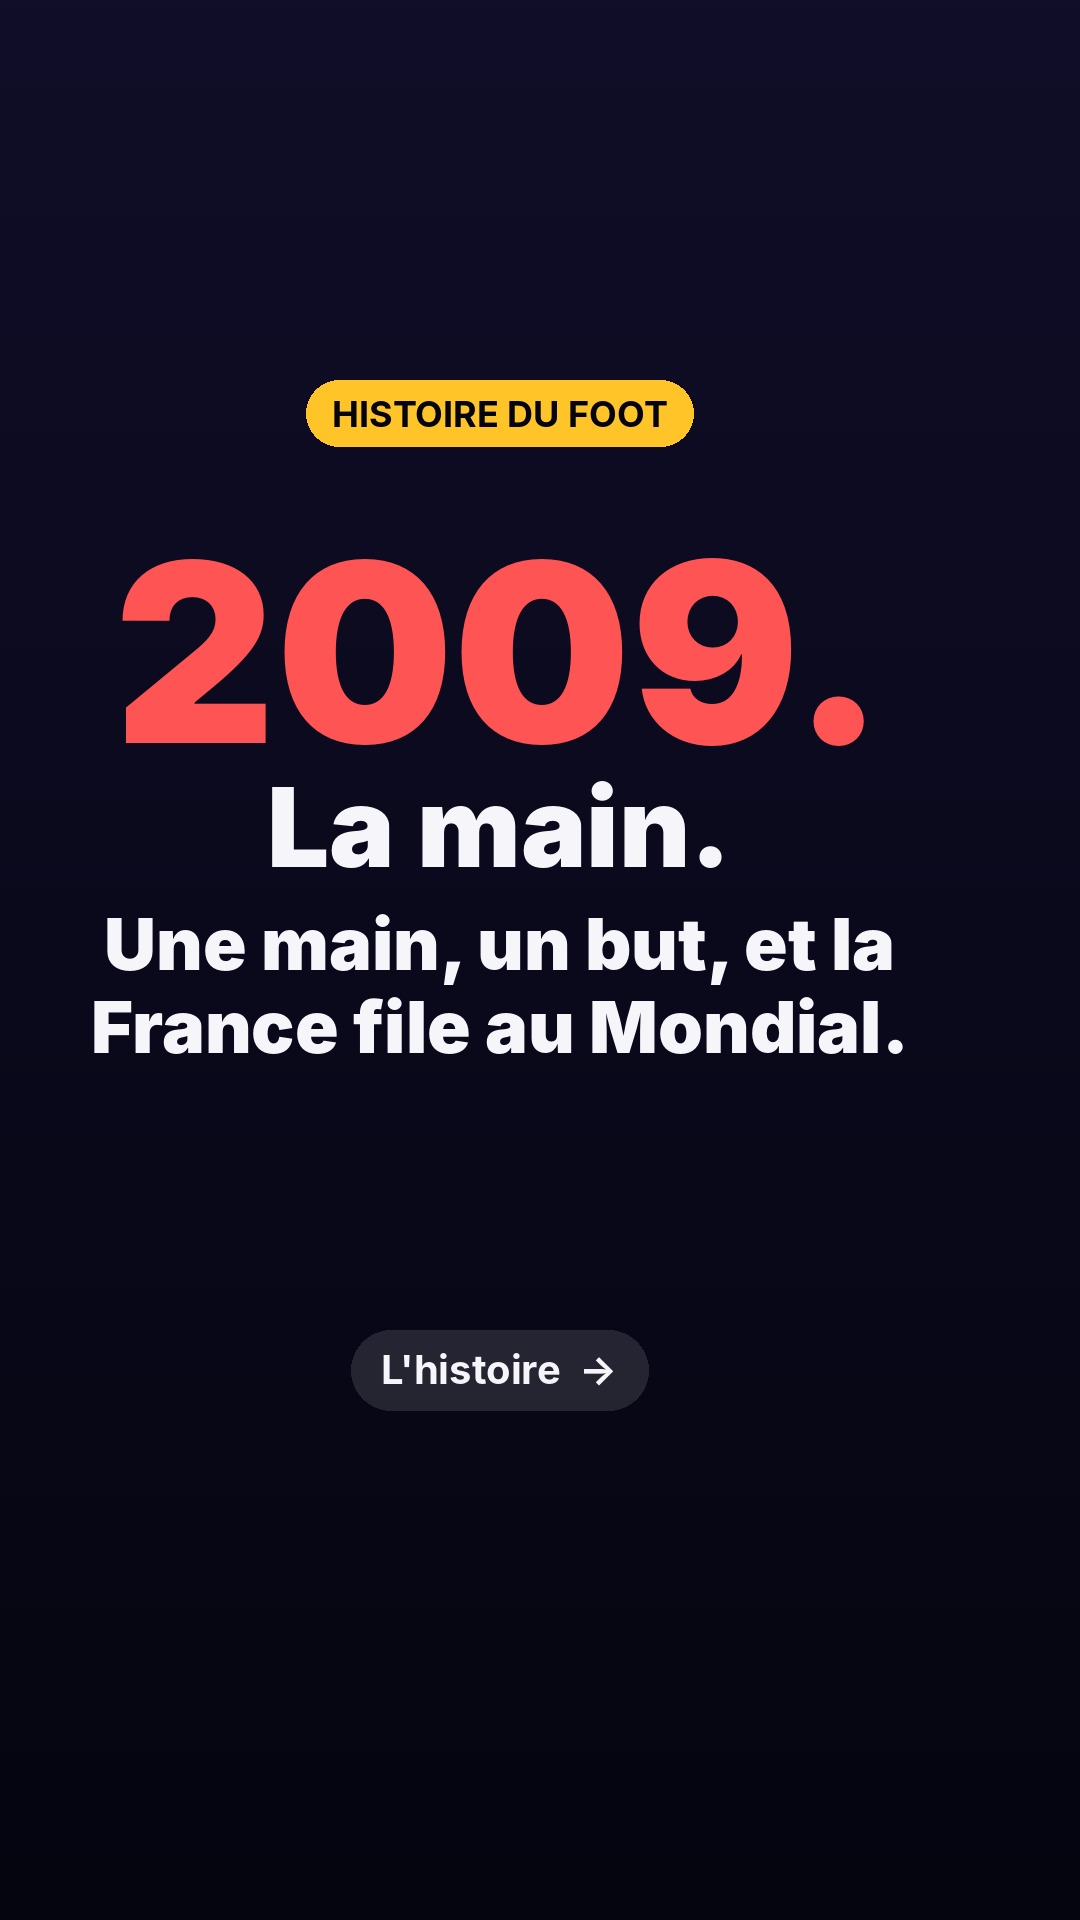 HISTOIRE DU FOOT
2009.
La main.
Une main, un but, et la
France file au Mondial.
L'histoire →